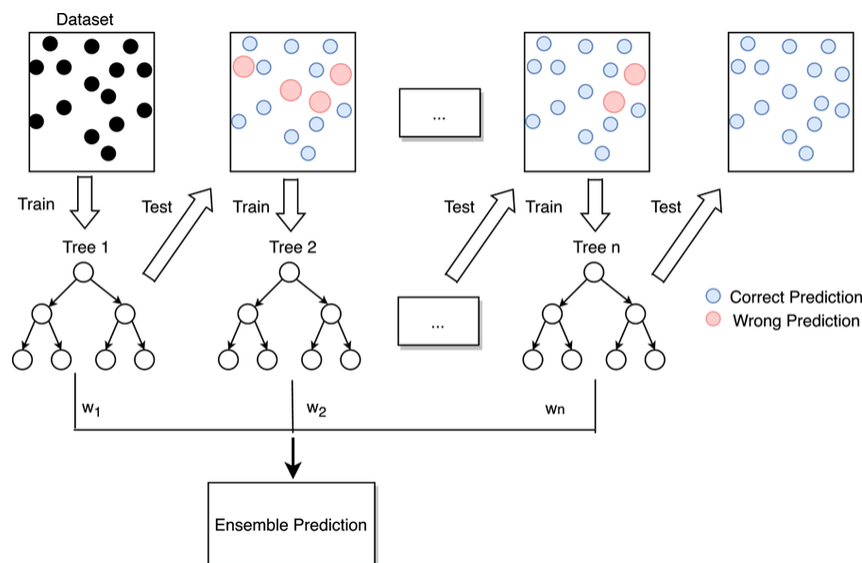 Dataset
...
Train
Test
Train
Test
Train
Test
Tree 1
Tree 2
Tree n
...
Correct Prediction
Wrong Prediction
w1
w2
wn
Ensemble Prediction